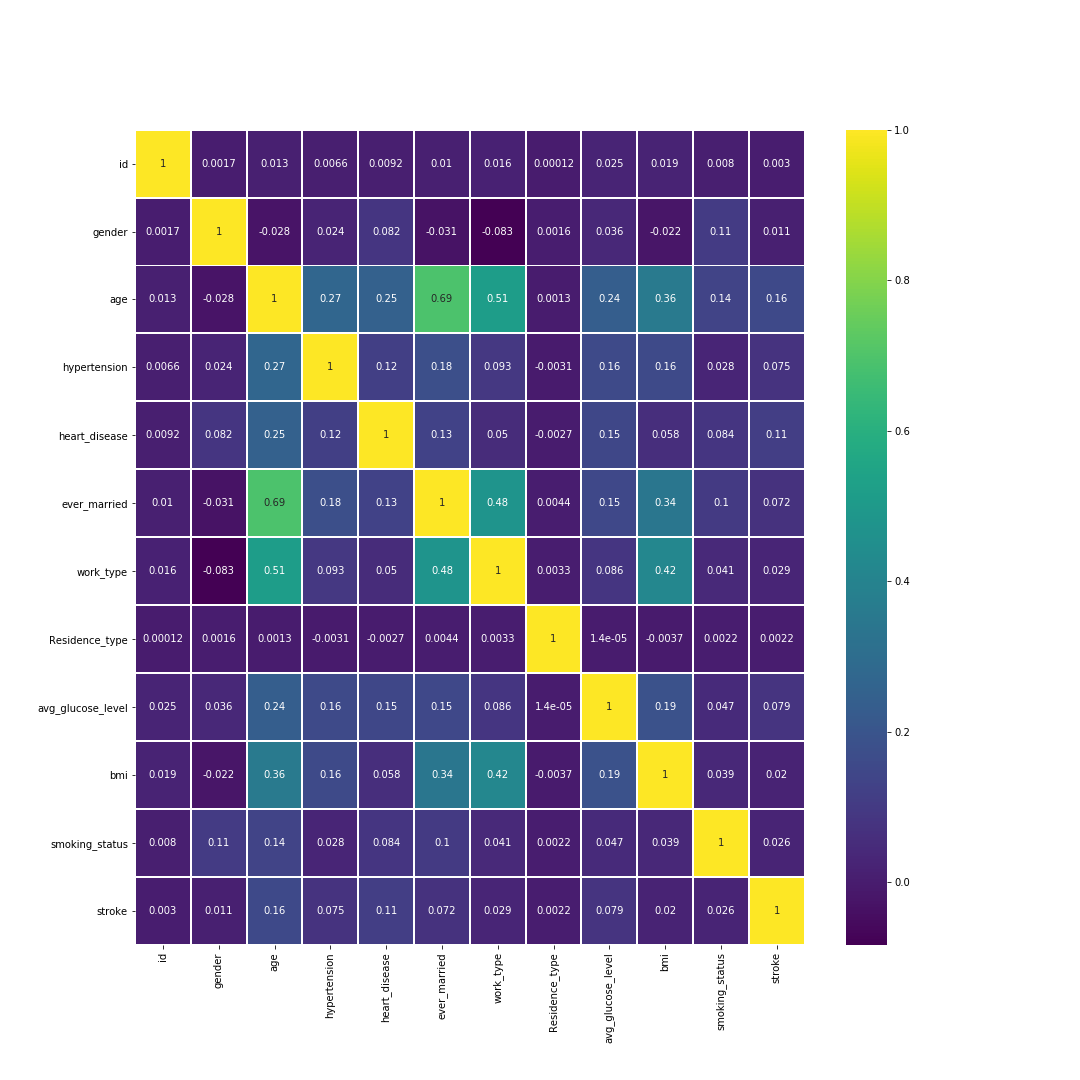 id 1 0.0017 0.013 0.0066 0.0092 0.01 0.016 0.00012 0.025 0.019 0.008 0.003
gender 0.0017 1 -0.028 0.024 0.082 -0.031 -0.083 0.0016 0.036 -0.022 0.11 0.011
age 0.013 -0.028 1 0.27 0.25 0.69 0.51 0.0013 0.24 0.36 0.14 0.16
hypertension 0.0066 0.024 0.27 1 0.12 0.18 0.093 -0.0031 0.16 0.16 0.028 0.075
heart_disease 0.0092 0.082 0.25 0.12 1 0.13 0.05 -0.0027 0.15 0.058 0.084 0.11
ever_married 0.01 -0.031 0.69 0.18 0.13 1 0.48 0.0044 0.15 0.34 0.1 0.072
work_type 0.016 -0.083 0.51 0.093 0.05 0.48 1 0.0033 0.086 0.42 0.041 0.029
Residence_type 0.00012 0.0016 0.0013 -0.0031 -0.0027 0.0044 0.0033 1 1.4e-05 -0.0037 0.0022 0.0022
avg_glucose_level 0.025 0.036 0.24 0.16 0.15 0.15 0.086 1.4e-05 1 0.19 0.047 0.079
bmi 0.019 -0.022 0.36 0.16 0.058 0.34 0.42 -0.0037 0.19 1 0.039 0.02
smoking_status 0.008 0.11 0.14 0.028 0.084 0.1 0.041 0.0022 0.047 0.039 1 0.026
stroke 0.003 0.011 0.16 0.075 0.11 0.072 0.029 0.0022 0.079 0.02 0.026 1
id gender age hypertension heart_disease ever_married work_type Residence_type avg_glucose_level bmi smoking_status stroke
1.0
0.8
0.6
0.4
0.2
0.0